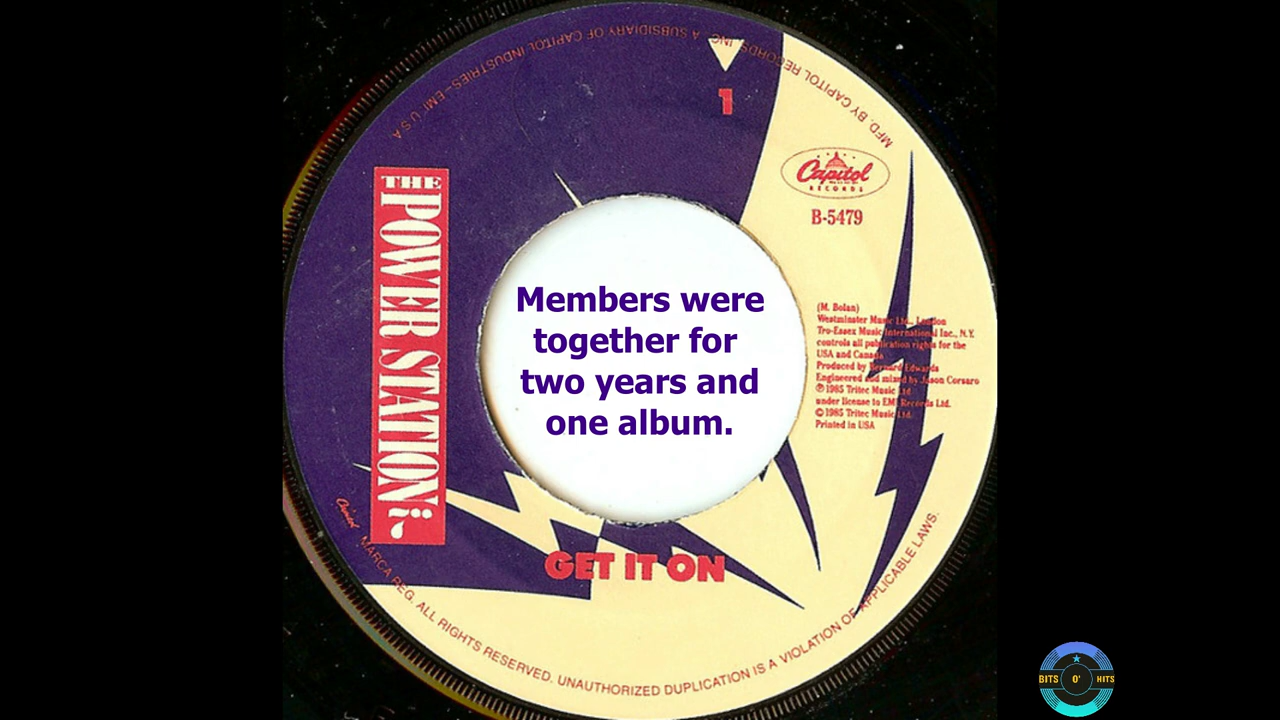 MFD. BY CAPITOL RECORDS, INC. A SUBSIDIARY OF CAPITOL INDUSTRIES-EMI U S A
1
Capitol
RECORDS
B-5479
THE POWER STATION
Members were
together for
two years and
one album.
(M. Bolan)
Westminster Music Ltd., London
Tro-Essex Music International Inc., N.Y.
controls all publication rights for the
USA and Canada
Produced by Bernard Edwards
Engineered and mixed by Jason Corsaro
℗ 1985 Tritec Music Ltd.
under license to EMI Records Ltd.
© 1985 Tritec Music Ltd.
Printed in USA
GET IT ON
Capitol MARCA REG. ALL RIGHTS RESERVED. UNAUTHORIZED DUPLICATION IS A VIOLATION OF APPLICABLE LAWS.
BITS O' HITS